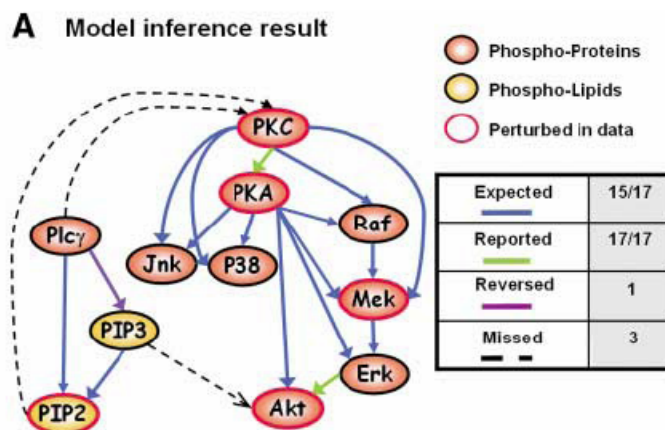 A Model inference result
Phospho-Proteins
Phospho-Lipids
Perturbed in data
PKC
PKA
Plcγ
Raf
Jnk
P38
Mek
PIP3
Erk
PIP2
Akt
Expected 15/17
Reported 17/17
Reversed 1
Missed 3